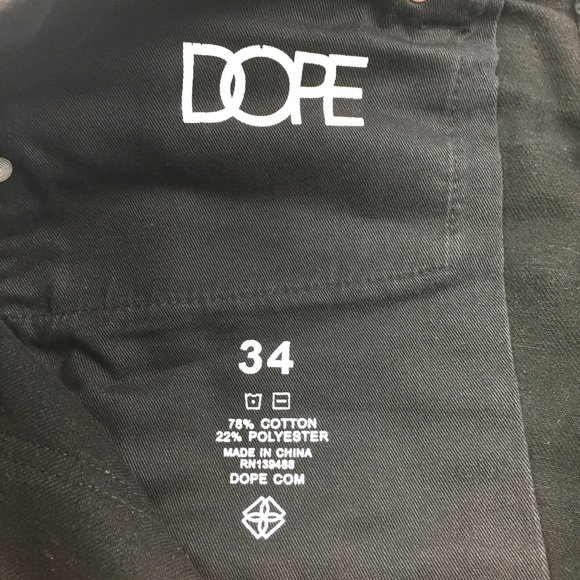 DOPE
34
78% COTTON
22% POLYESTER
MADE IN CHINA
RN139488
DOPE COM